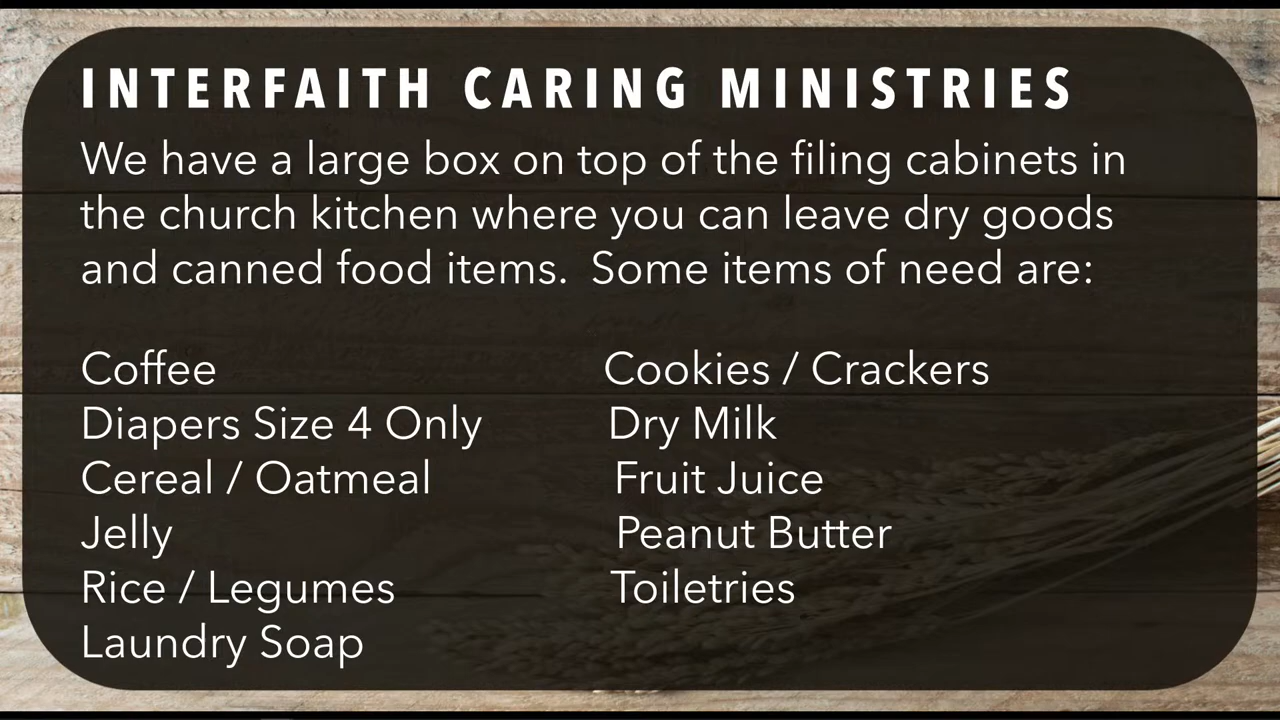 INTERFAITH CARING MINISTRIES
We have a large box on top of the filing cabinets in
the church kitchen where you can leave dry goods
and canned food items.  Some items of need are:
Coffee Cookies / Crackers
Diapers Size 4 Only Dry Milk
Cereal / Oatmeal Fruit Juice
Jelly Peanut Butter
Rice / Legumes Toiletries
Laundry Soap